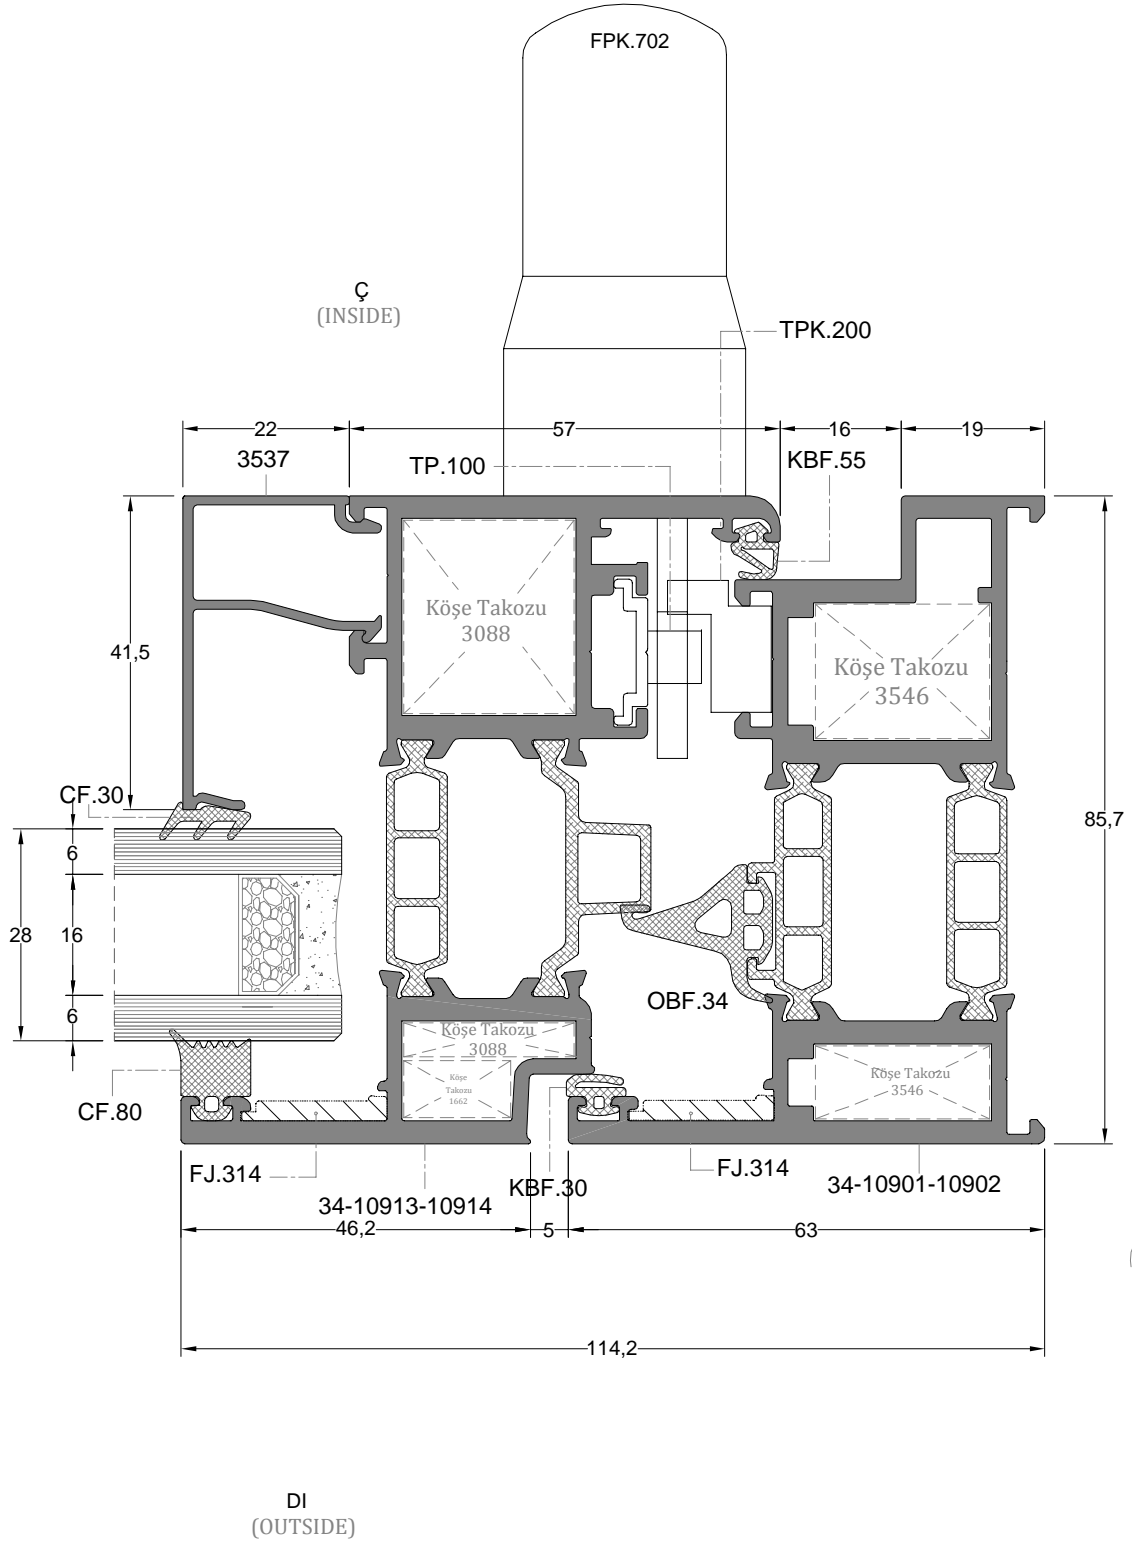 FPK.702
Ç
(INSIDE)
TPK.200
22
57
16
19
3537
TP.100
KBF.55
Köşe Takozu
3088
41,5
Köşe Takozu
3546
CF.30
85,7
6
28
16
6
OBF.34
Köşe Takozu
3088
Köşe
Takozu
1662
Köşe Takozu
3546
CF.80
FJ.314
KBF.30
FJ.314
34-10913-10914
34-10901-10902
46,2
5
63
114,2
DI
(OUTSIDE)